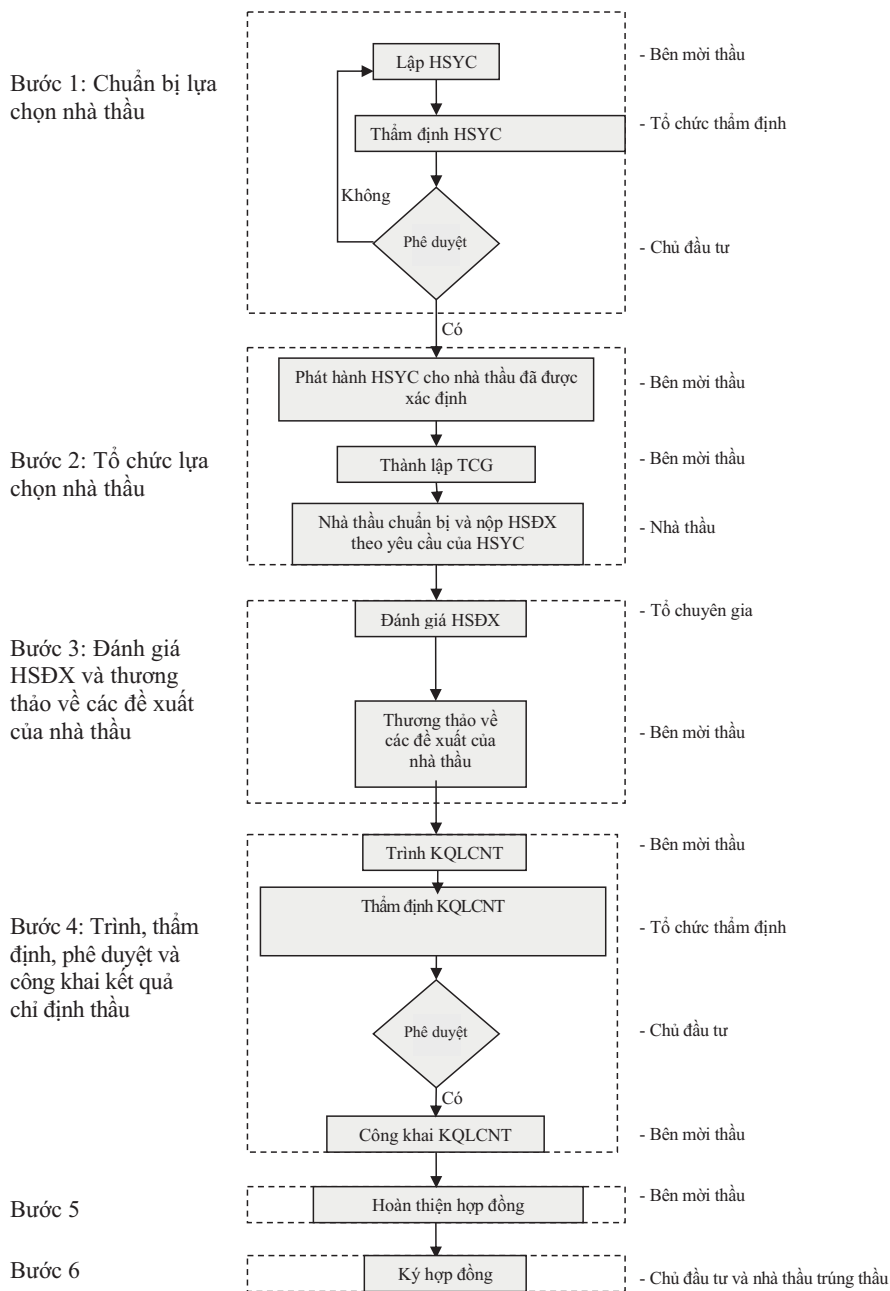 Bước 1: Chuẩn bị lựa
chọn nhà thầu
Lập HSYC
- Bên mời thầu
Thẩm định HSYC
- Tổ chức thẩm định
Không
Phê duyệt
- Chủ đầu tư
Có
Bước 2: Tổ chức lựa
chọn nhà thầu
Phát hành HSYC cho nhà thầu đã được
xác định
- Bên mời thầu
Thành lập TCG
- Bên mời thầu
Nhà thầu chuẩn bị và nộp HSĐX
theo yêu cầu của HSYC
- Nhà thầu
Bước 3: Đánh giá
HSĐX và thương
thảo về các đề xuất
của nhà thầu
Đánh giá HSĐX
- Tổ chuyên gia
Thương thảo về
các đề xuất của
nhà thầu
- Bên mời thầu
Bước 4: Trình, thẩm
định, phê duyệt và
công khai kết quả
chỉ định thầu
Trình KQLCNT
- Bên mời thầu
Thẩm định KQLCNT
- Tổ chức thẩm định
Phê duyệt
- Chủ đầu tư
Có
Công khai KQLCNT
- Bên mời thầu
Bước 5
Hoàn thiện hợp đồng
- Bên mời thầu
Bước 6
Ký hợp đồng
- Chủ đầu tư và nhà thầu trúng thầu